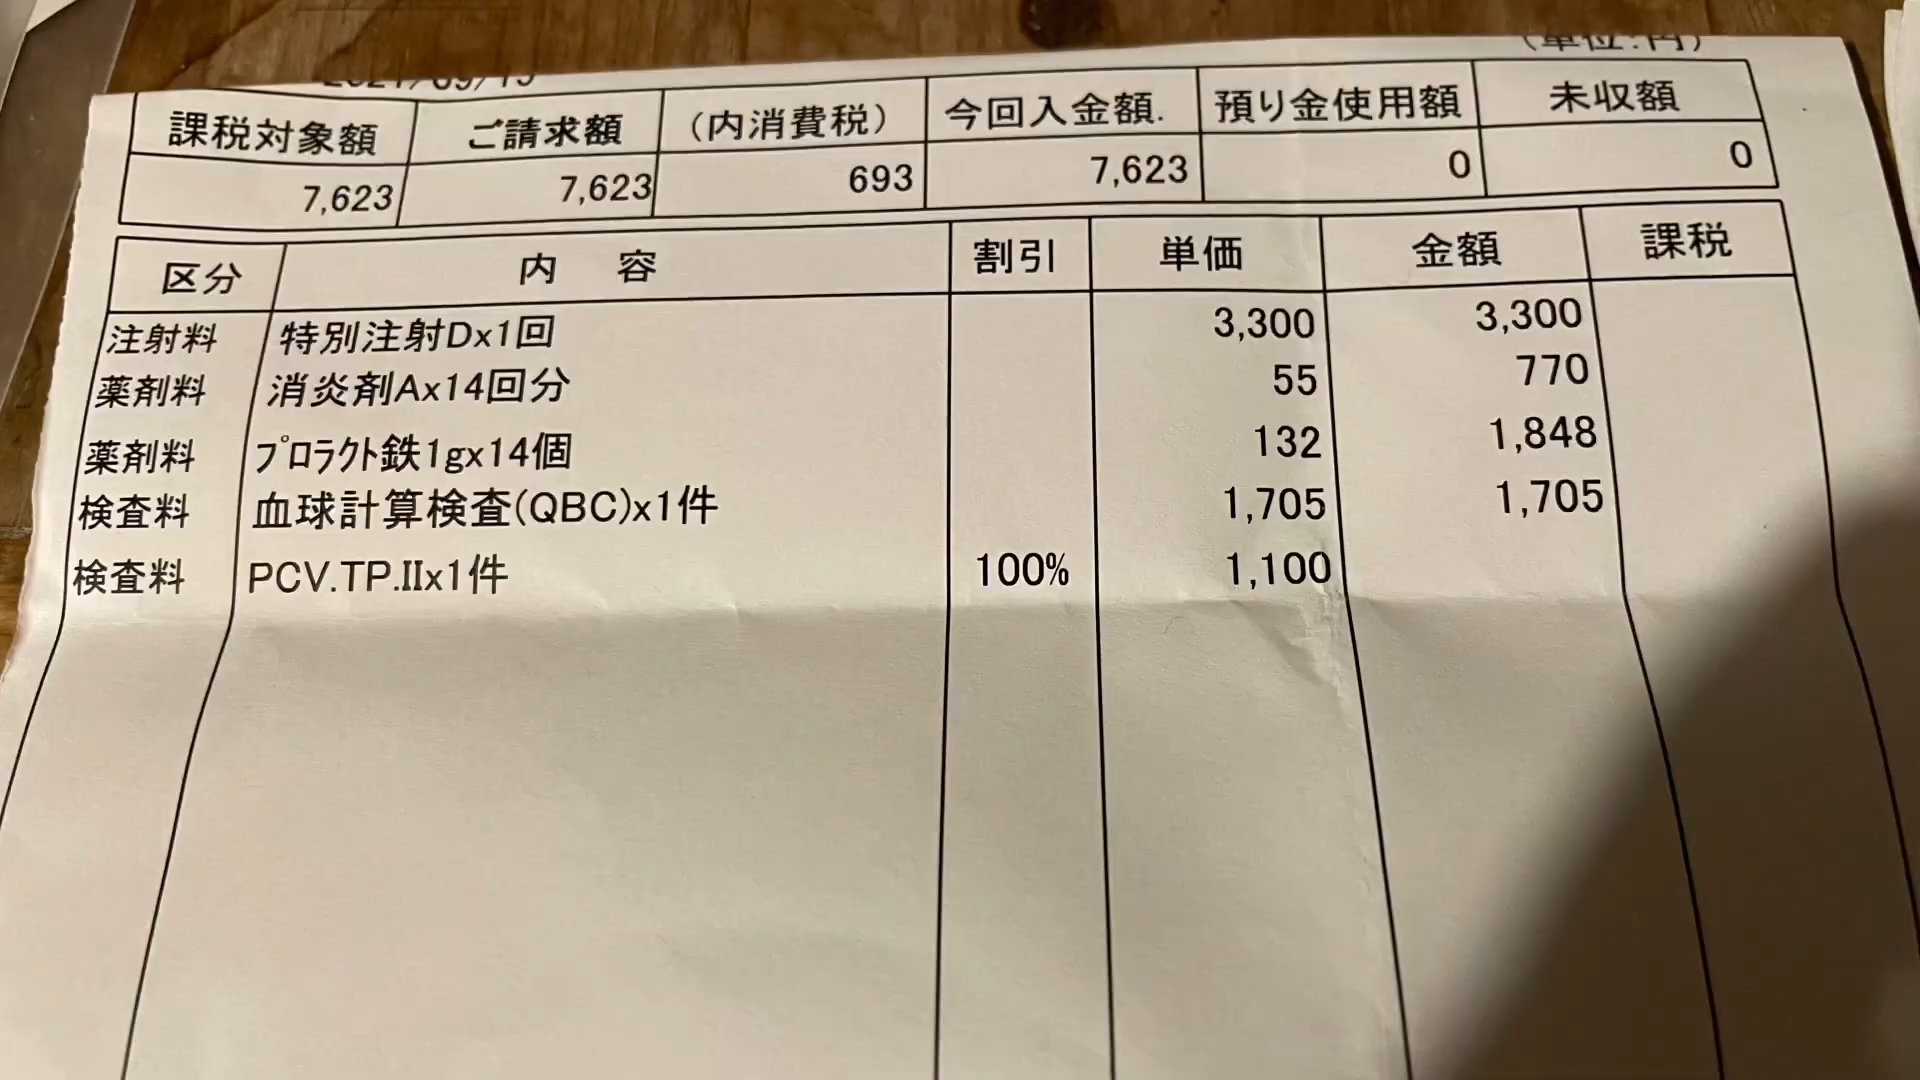 (単位:円)
課税対象額 ご請求額 (内消費税) 今回入金額. 預り金使用額 未収額
7,623 7,623 693 7,623 0 0
区分 内 容 割引 単価 金額 課税
注射料 特別注射Dx1回 3,300 3,300
薬剤料 消炎剤Ax14回分 55 770
薬剤料 プロラクト鉄1gx14個 132 1,848
検査料 血球計算検査(QBC)x1件 1,705 1,705
検査料 PCV.TP.IIx1件 100% 1,100